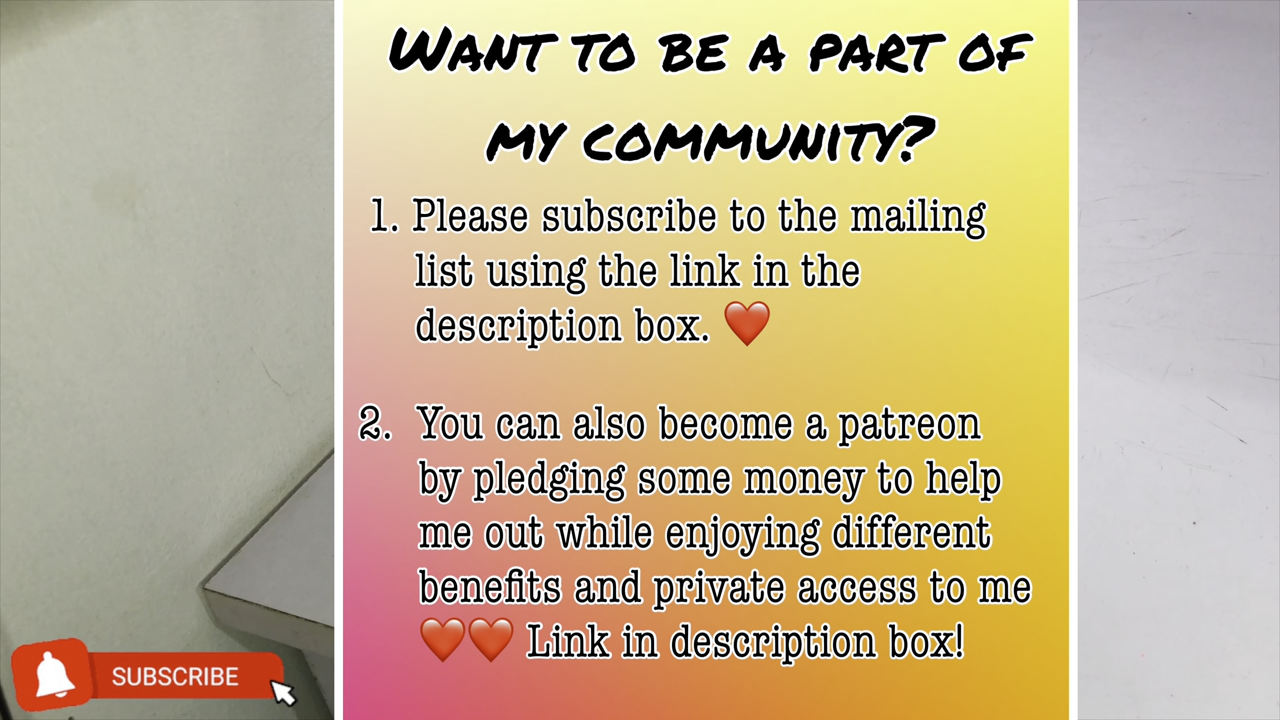 Want to be a part of
my community?
1. Please subscribe to the mailing
list using the link in the
description box. ❤️
2. You can also become a patreon
by pledging some money to help
me out while enjoying different
benefits and private access to me
❤️❤️ Link in description box!
SUBSCRIBE